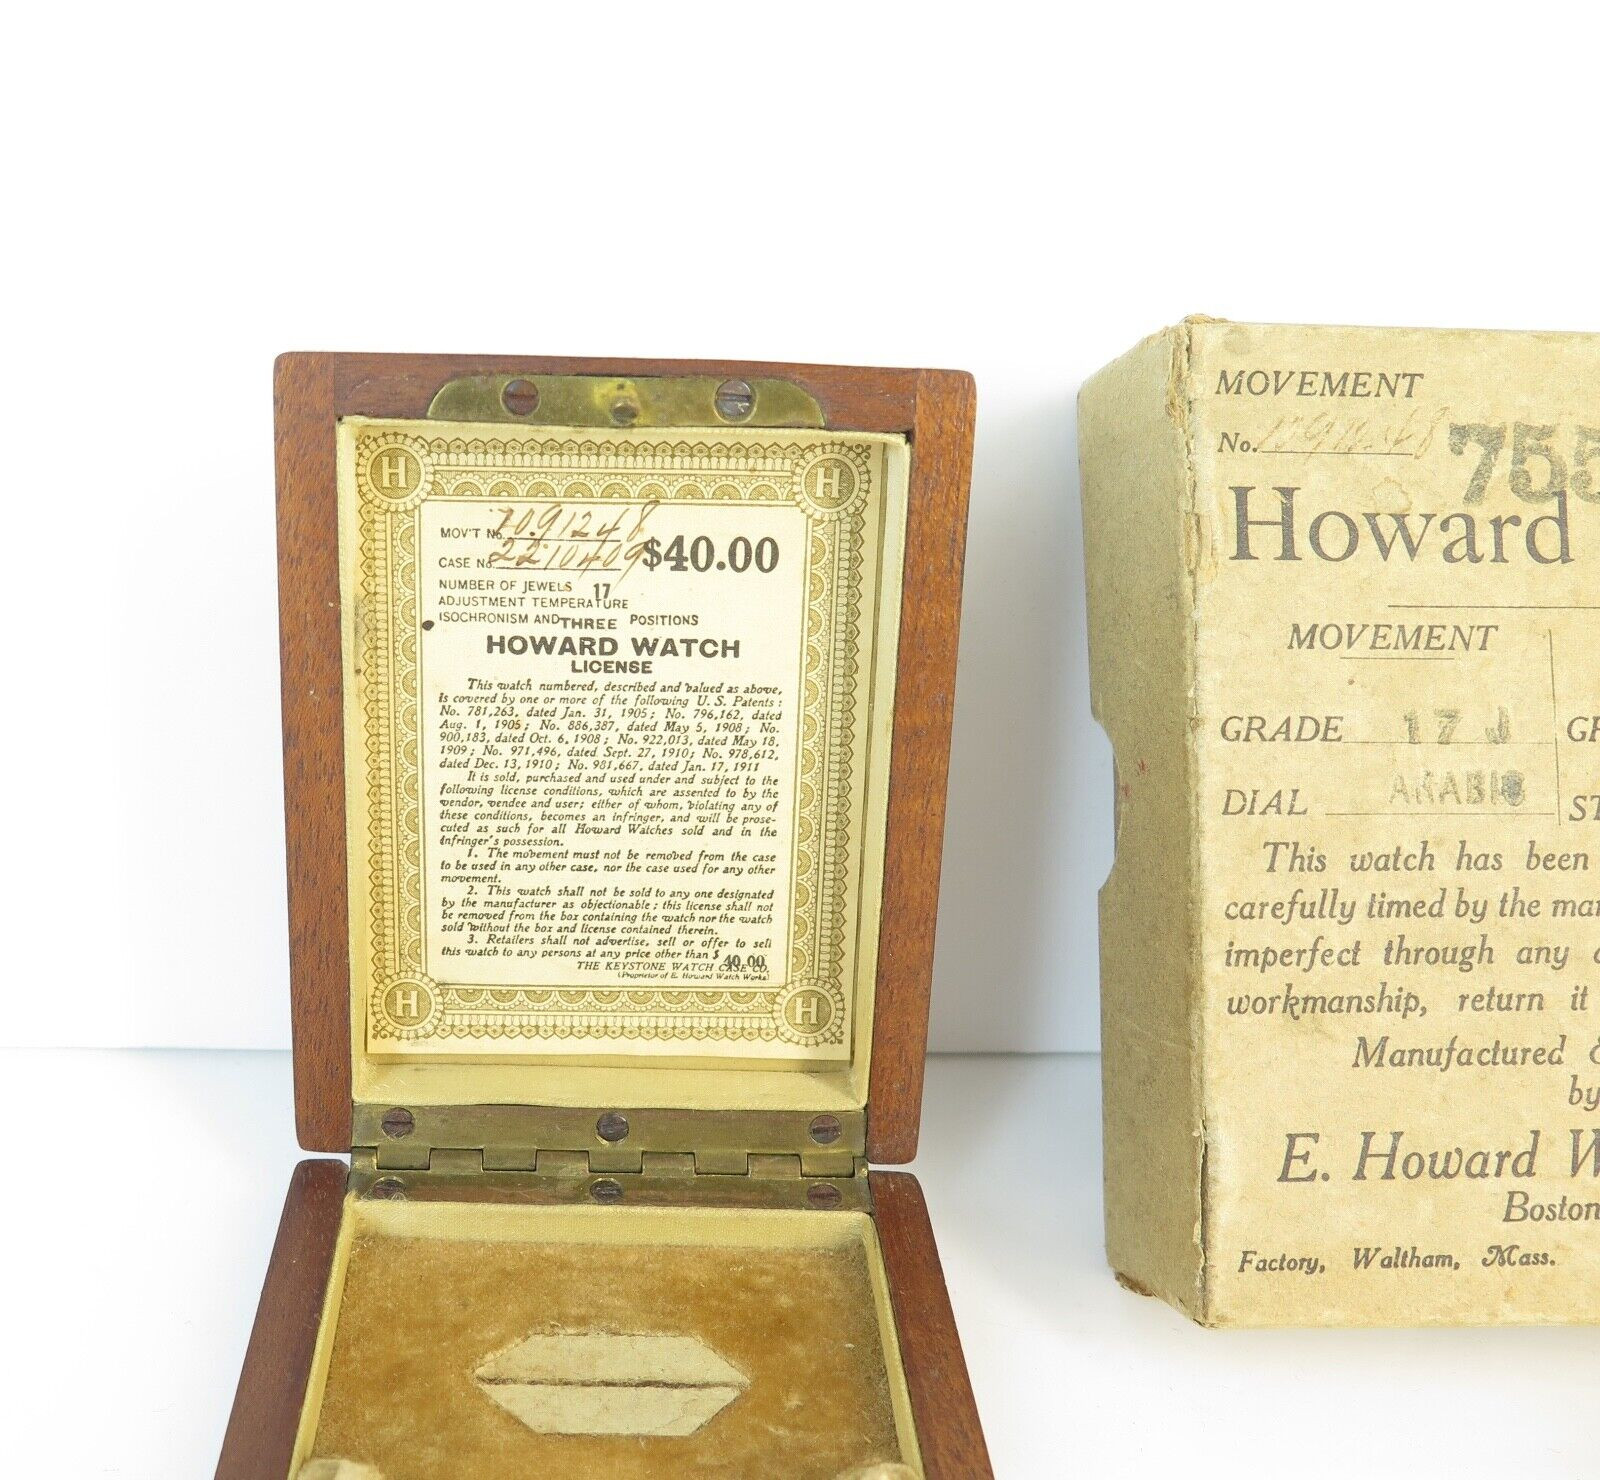 H H
MOV'T No. 1091248
CASE No. 2210409 $40.00
NUMBER OF JEWELS 17
ADJUSTMENT TEMPERATURE
ISOCHRONISM AND THREE POSITIONS
HOWARD WATCH
LICENSE
This watch numbered, described and valued as above,
is covered by one or more of the following U. S. Patents:
No. 781,263, dated Jan. 31, 1905; No. 796,162, dated
Aug. 1, 1905; No. 886,387, dated May 5, 1908; No.
900,183, dated Oct. 6, 1908; No. 922,013, dated May 18,
1909; No. 971,496, dated Sept. 27, 1910; No. 978,612,
dated Dec. 13, 1910; No. 981,667, dated Jan. 17, 1911
It is sold, purchased and used under and subject to the
following license conditions, which are assented to by the
vendor, vendee and user; either of whom, violating any of
these conditions, becomes an infringer, and will be prose-
cuted as such for all Howard Watches sold and in the
infringer's possession.
1. The movement must not be removed from the case
to be used in any other case, nor the case used for any other
movement.
2. This watch shall not be sold to any one designated
by the manufacturer as objectionable; this license shall not
be removed from the box containing the watch nor the watch
sold without the box and license contained therein.
3. Retailers shall not advertise, sell or offer to sell
this watch to any persons at any price other than $ 40.00
THE KEYSTONE WATCH CASE CO.
(Proprietor of E. Howard Watch Works)
H H
MOVEMENT
No. 1091248 755
Howard
MOVEMENT
GRADE 17 J GR
DIAL ARABIC ST
This watch has been
carefully timed by the man
imperfect through any
workmanship, return it
Manufactured &
by
E. Howard W
Boston
Factory, Waltham, Mass.